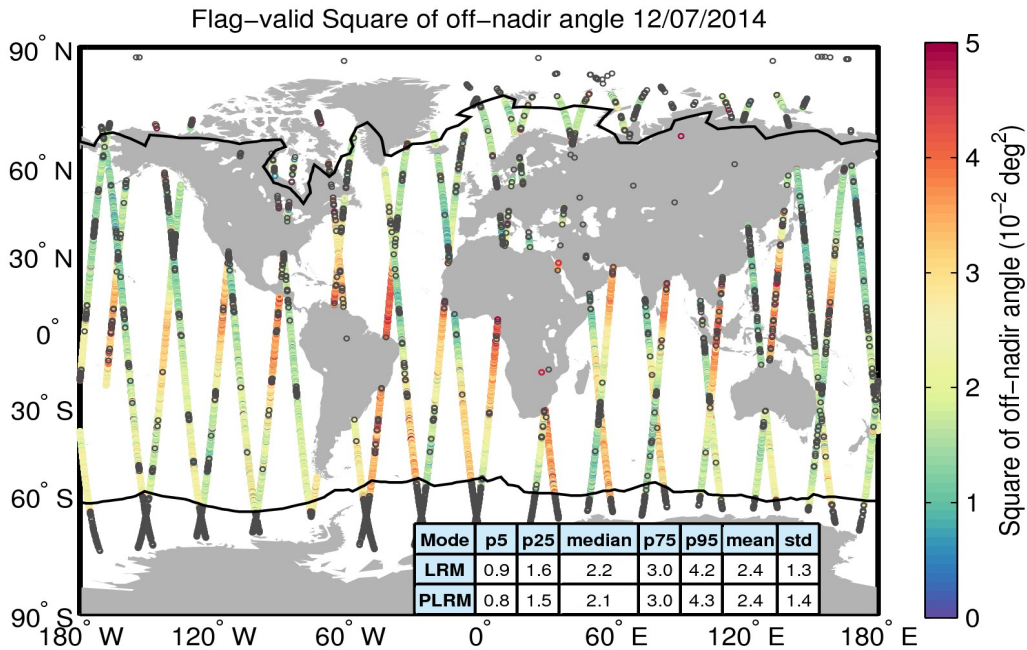 Flag−valid Square of off−nadir angle 12/07/2014
90° N
60° N
30° N
0°
30° S
60° S
90° S
180° W
120° W
60° W
0°
60° E
120° E
180° E
Mode p5 p25 median p75 p95 mean std
LRM 0.9 1.6 2.2 3.0 4.2 2.4 1.3
PLRM 0.8 1.5 2.1 3.0 4.3 2.4 1.4
5
4
3
2
1
0
Square of off−nadir angle (10⁻² deg²)